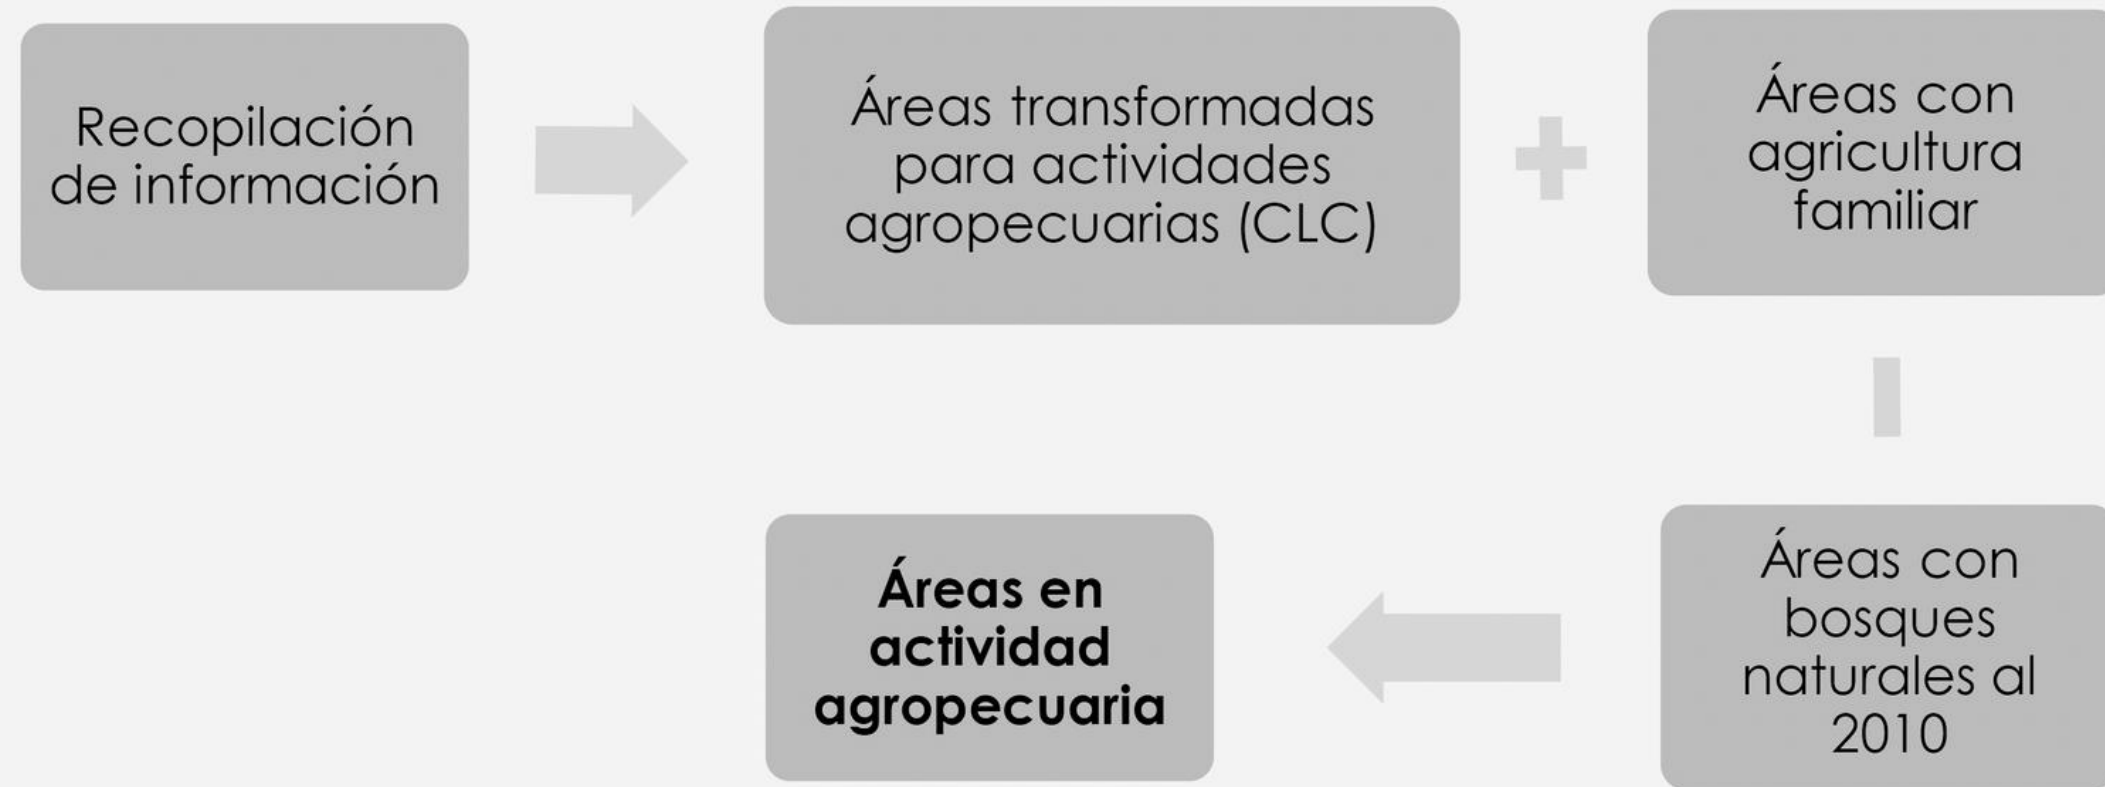 Recopilación
de información
Áreas transformadas
para actividades
agropecuarias (CLC)
Áreas con
agricultura
familiar
Áreas con
bosques
naturales al
2010
Áreas en
actividad
agropecuaria